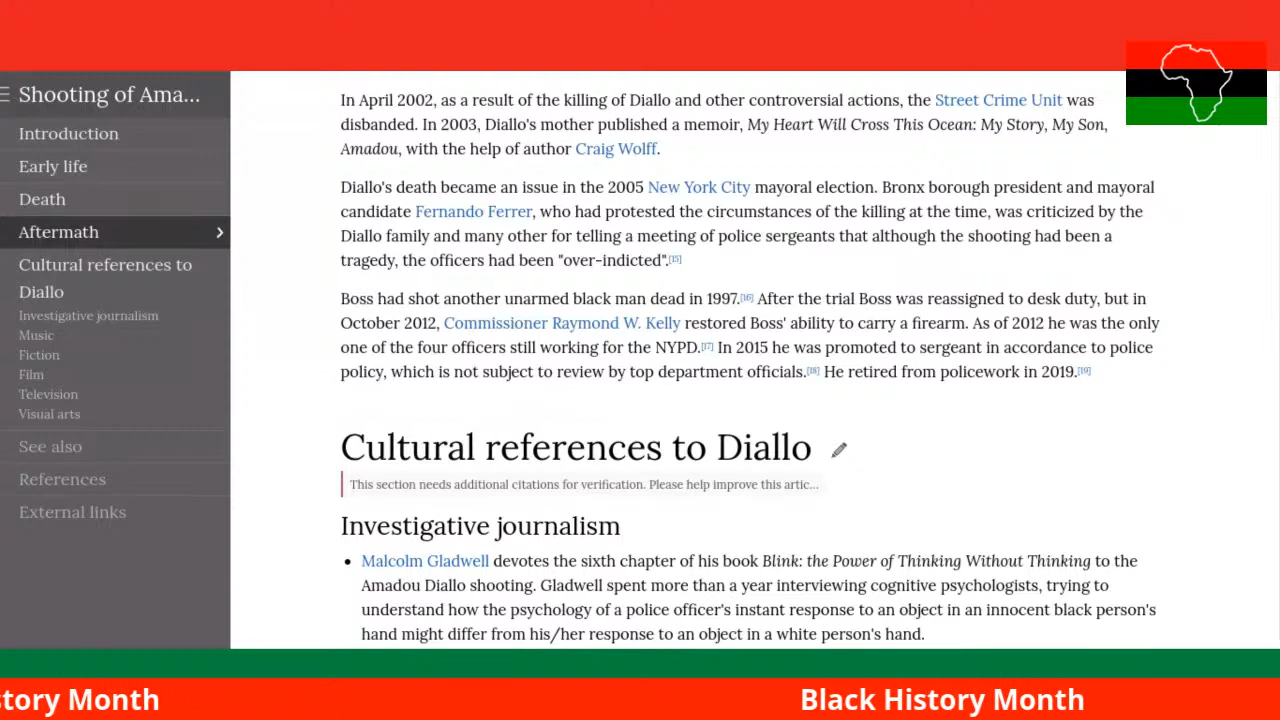 Shooting of Ama...
Introduction
Early life
Death
Aftermath
Cultural references to
Diallo
Investigative journalism
Music
Fiction
Film
Television
Visual arts
See also
References
External links
In April 2002, as a result of the killing of Diallo and other controversial actions, the Street Crime Unit was
disbanded. In 2003, Diallo's mother published a memoir, My Heart Will Cross This Ocean: My Story, My Son,
Amadou, with the help of author Craig Wolff.
Diallo's death became an issue in the 2005 New York City mayoral election. Bronx borough president and mayoral
candidate Fernando Ferrer, who had protested the circumstances of the killing at the time, was criticized by the
Diallo family and many other for telling a meeting of police sergeants that although the shooting had been a
tragedy, the officers had been "over-indicted".[15]
Boss had shot another unarmed black man dead in 1997.[16] After the trial Boss was reassigned to desk duty, but in
October 2012, Commissioner Raymond W. Kelly restored Boss' ability to carry a firearm. As of 2012 he was the only
one of the four officers still working for the NYPD.[17] In 2015 he was promoted to sergeant in accordance to police
policy, which is not subject to review by top department officials.[18] He retired from policework in 2019.[19]
Cultural references to Diallo
This section needs additional citations for verification. Please help improve this artic...
Investigative journalism
• Malcolm Gladwell devotes the sixth chapter of his book Blink: the Power of Thinking Without Thinking to the
Amadou Diallo shooting. Gladwell spent more than a year interviewing cognitive psychologists, trying to
understand how the psychology of a police officer's instant response to an object in an innocent black person's
hand might differ from his/her response to an object in a white person's hand.
story Month
Black History Month